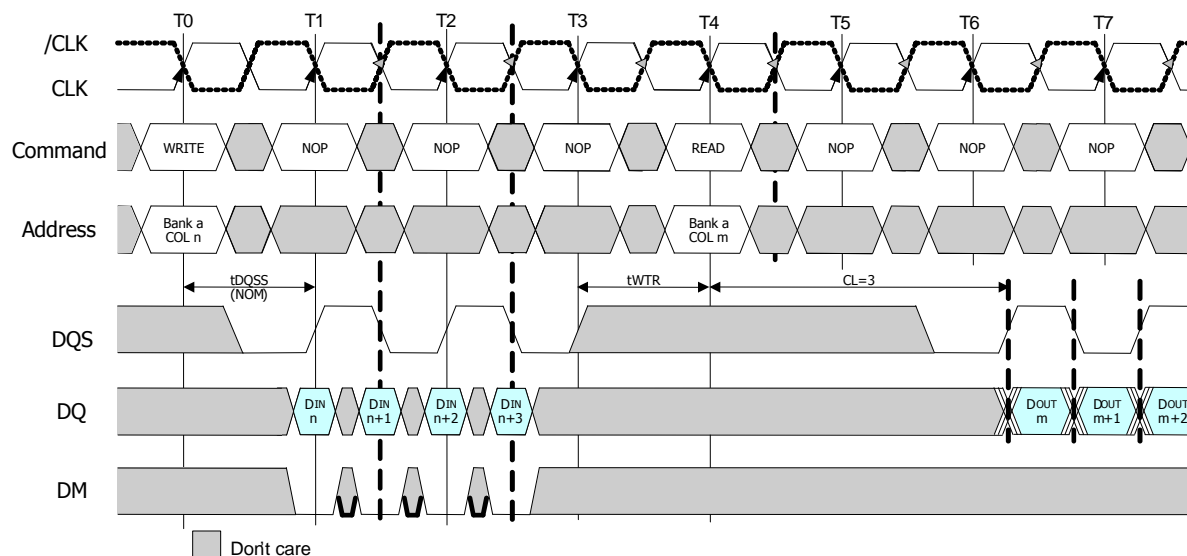 T0 T1 T2 T3 T4 T5 T6 T7
/CLK
CLK
Command WRITE NOP NOP NOP READ NOP NOP NOP
Address Bank a COL n Bank a COL m
tDQSS
(NOM)
tWTR
CL=3
DQS
DQ DIN n DIN n+1 DIN n+2 DIN n+3 DOUT m DOUT m+1 DOUT m+2
DM
Don't care